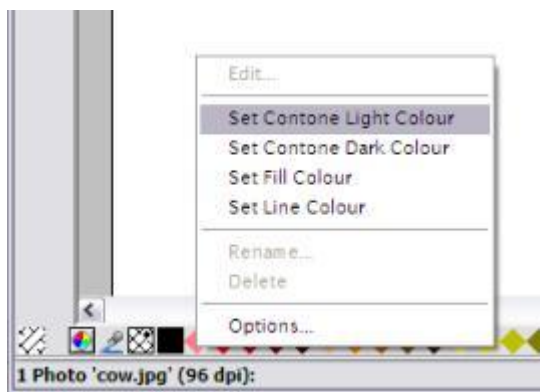 Edit...
Set Contone Light Colour
Set Contone Dark Colour
Set Fill Colour
Set Line Colour
Rename...
Delete
Options...
1 Photo 'cow.jpg' (96 dpi):